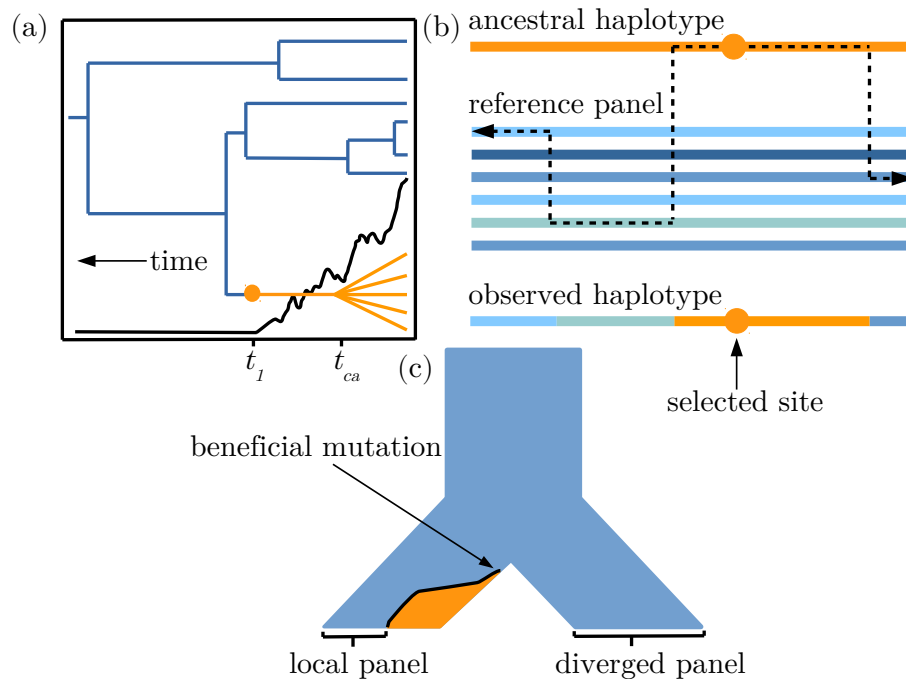 (a)
time
t1
tca
(b)
ancestral haplotype
reference panel
observed haplotype
selected site
(c)
beneficial mutation
local panel
diverged panel